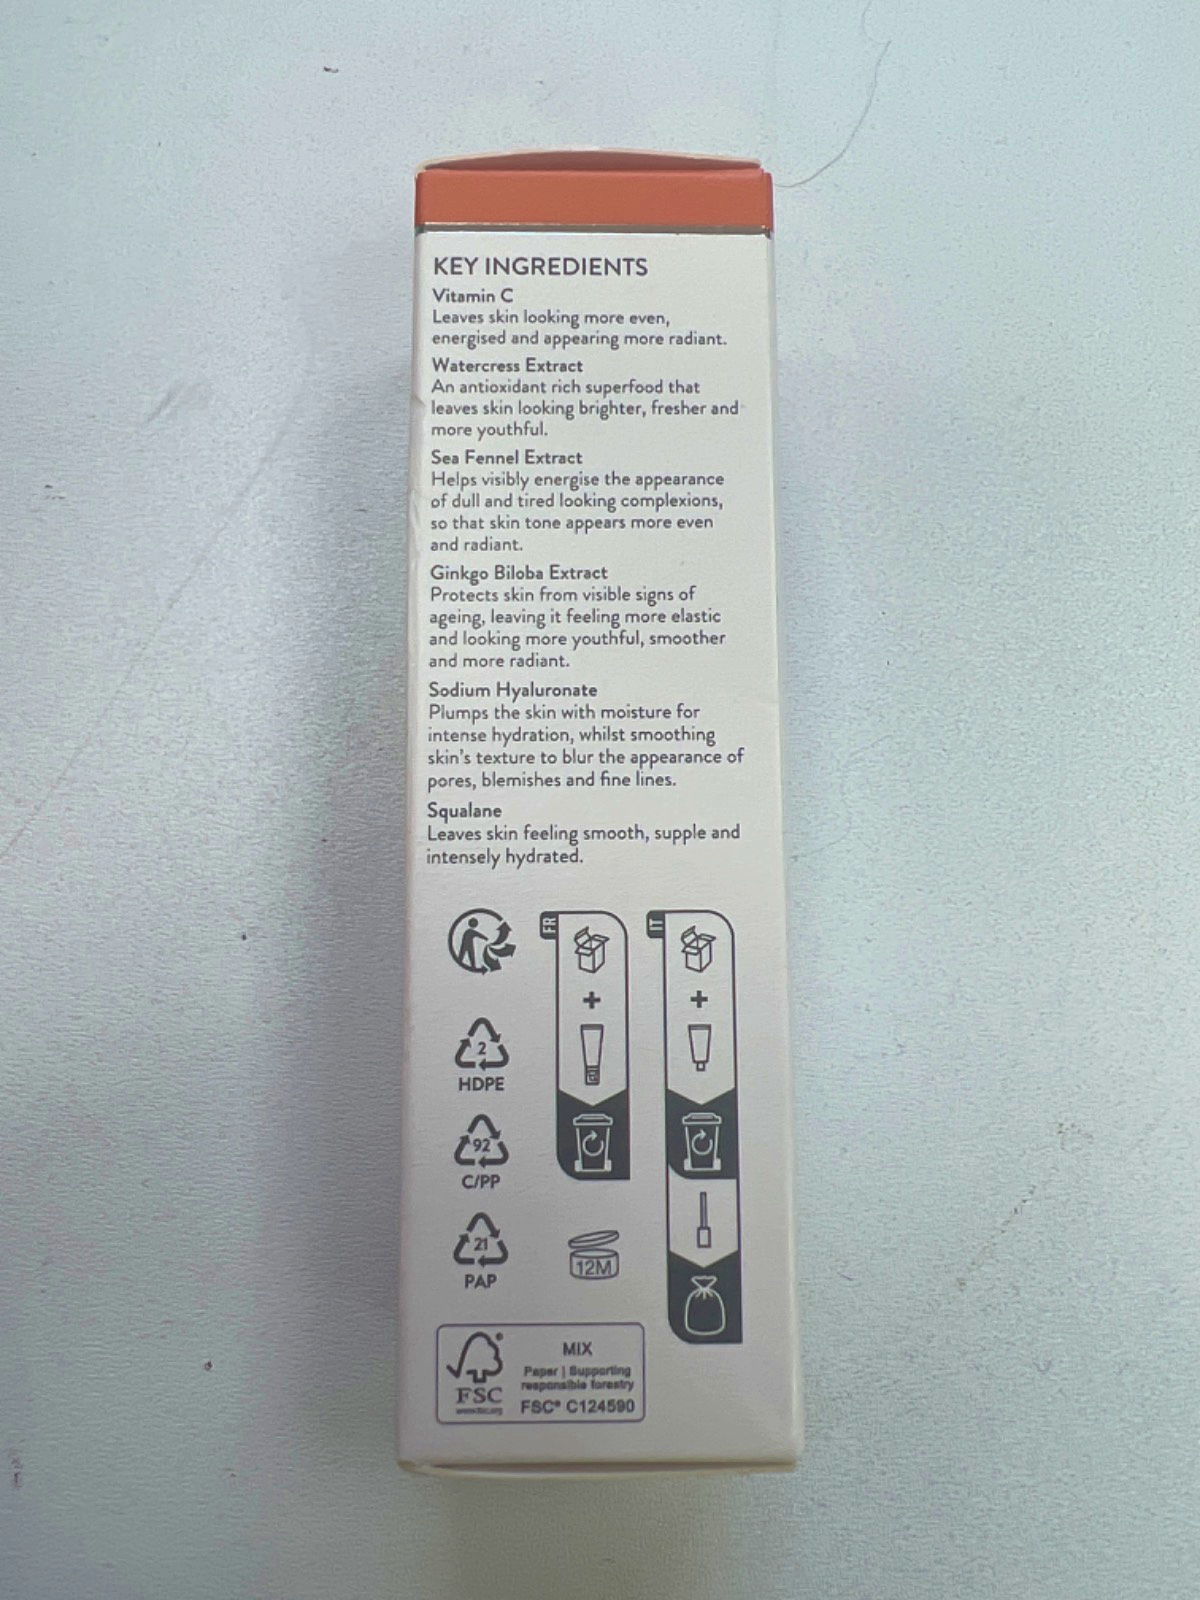 KEY INGREDIENTS
Vitamin C
Leaves skin looking more even,
energised and appearing more radiant.
Watercress Extract
An antioxidant rich superfood that
leaves skin looking brighter, fresher and
more youthful.
Sea Fennel Extract
Helps visibly energise the appearance
of dull and tired looking complexions,
so that skin tone appears more even
and radiant.
Ginkgo Biloba Extract
Protects skin from visible signs of
ageing, leaving it feeling more elastic
and looking more youthful, smoother
and more radiant.
Sodium Hyaluronate
Plumps the skin with moisture for
intense hydration, whilst smoothing
skin's texture to blur the appearance of
pores, blemishes and fine lines.
Squalane
Leaves skin feeling smooth, supple and
intensely hydrated.
FR
IT
2
HDPE
92
C/PP
21
PAP
12M
FSC
®
MIX
Paper | Supporting
responsible forestry
FSC® C124590